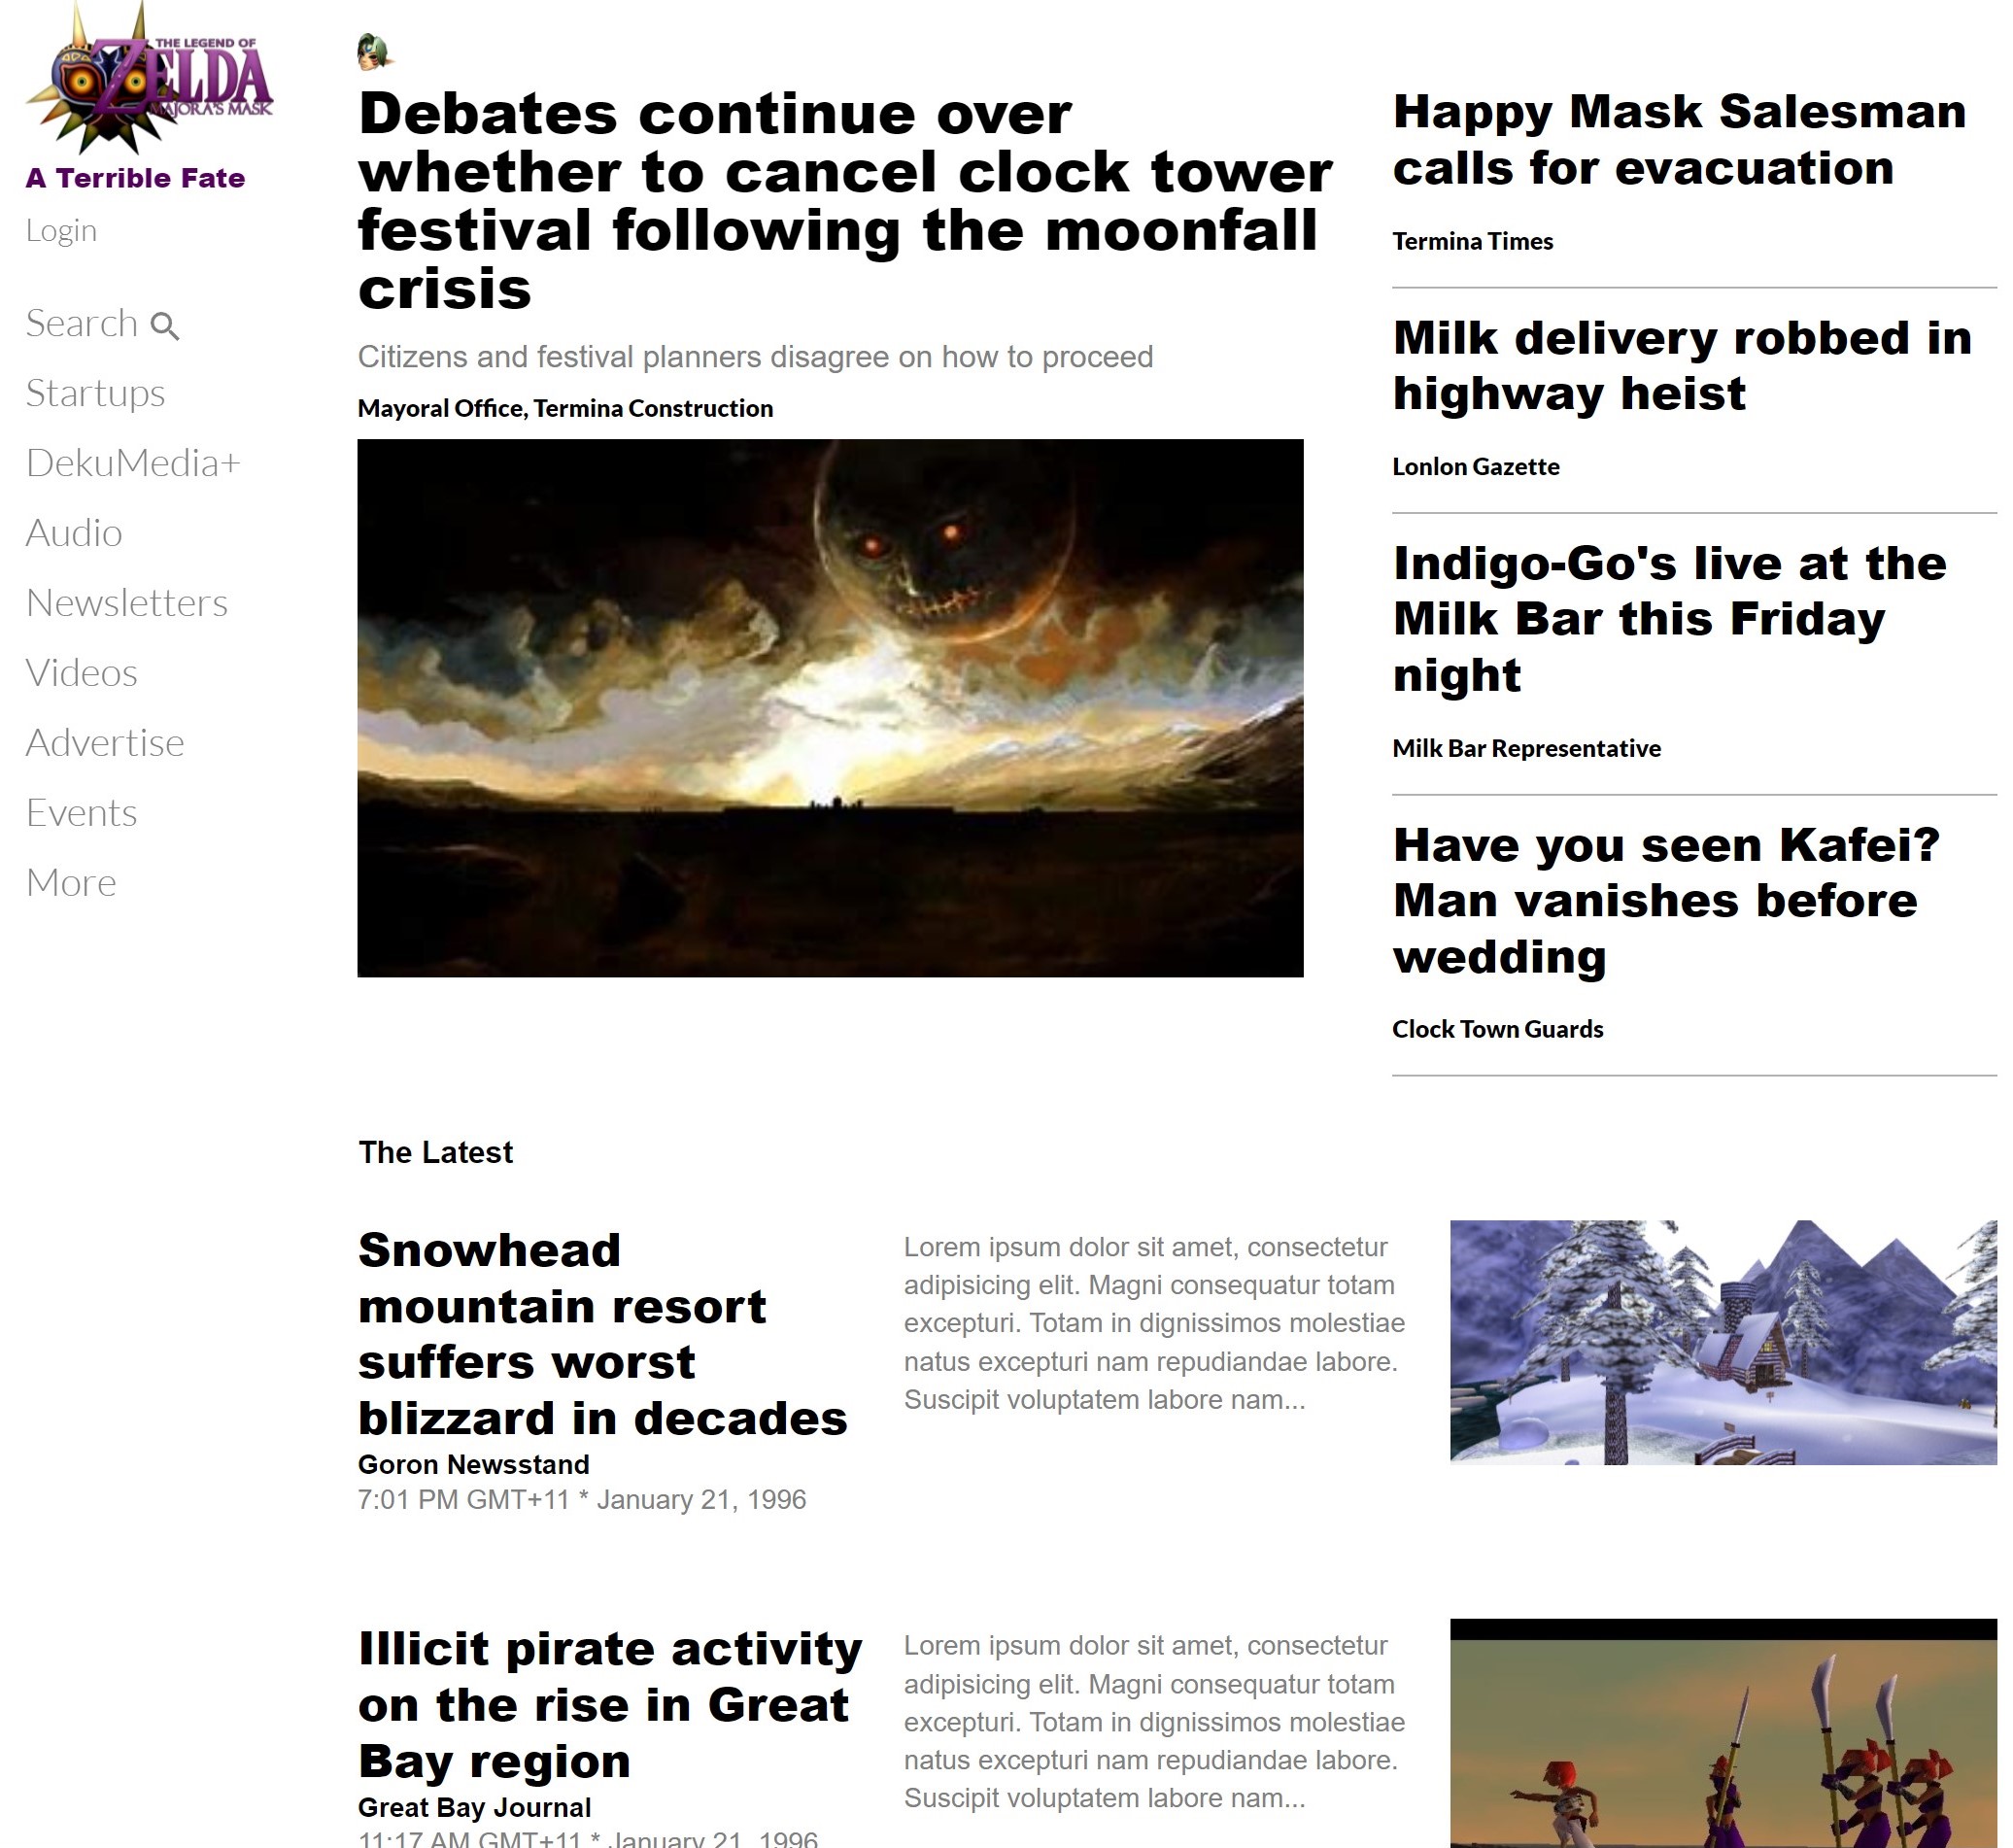 THE LEGEND OF
ZELDA
MAJORA'S MASK
A Terrible Fate
Login
Search
Startups
DekuMedia+
Audio
Newsletters
Videos
Advertise
Events
More
Debates continue over
whether to cancel clock tower
festival following the moonfall
crisis
Citizens and festival planners disagree on how to proceed
Mayoral Office, Termina Construction
Happy Mask Salesman
calls for evacuation
Termina Times
Milk delivery robbed in
highway heist
Lonlon Gazette
Indigo-Go's live at the
Milk Bar this Friday
night
Milk Bar Representative
Have you seen Kafei?
Man vanishes before
wedding
Clock Town Guards
The Latest
Snowhead
mountain resort
suffers worst
blizzard in decades
Goron Newsstand
7:01 PM GMT+11 * January 21, 1996
Lorem ipsum dolor sit amet, consectetur
adipisicing elit. Magni consequatur totam
excepturi. Totam in dignissimos molestiae
natus excepturi nam repudiandae labore.
Suscipit voluptatem labore nam...
Illicit pirate activity
on the rise in Great
Bay region
Great Bay Journal
11:17 AM GMT+11 * January 21, 1996
Lorem ipsum dolor sit amet, consectetur
adipisicing elit. Magni consequatur totam
excepturi. Totam in dignissimos molestiae
natus excepturi nam repudiandae labore.
Suscipit voluptatem labore nam...